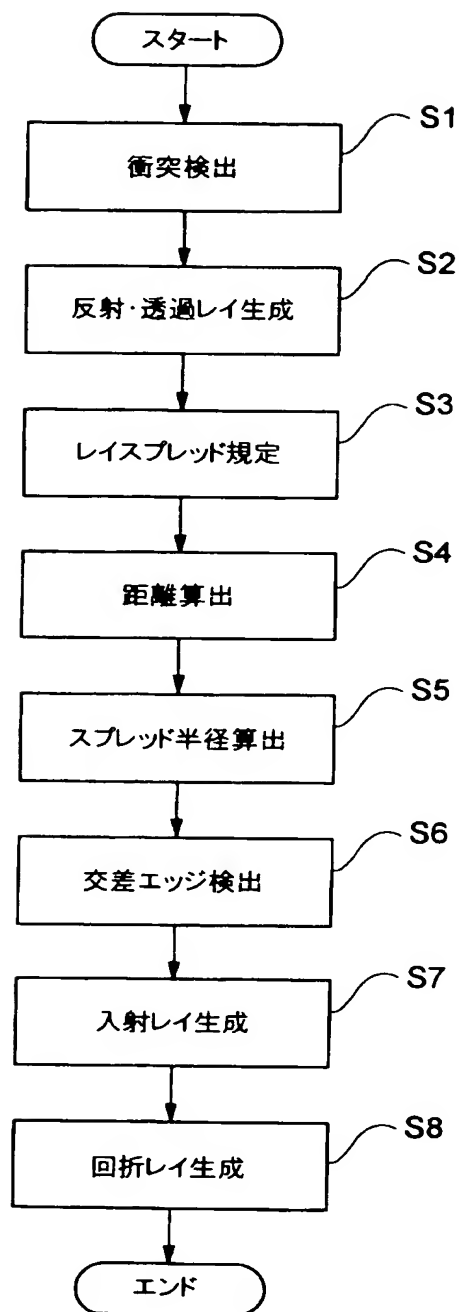 スタート
S1
衝突検出
S2
反射・透過レイ生成
S3
レイスプレッド規定
S4
距離算出
S5
スプレッド半径算出
S6
交差エッジ検出
S7
入射レイ生成
S8
回折レイ生成
エンド